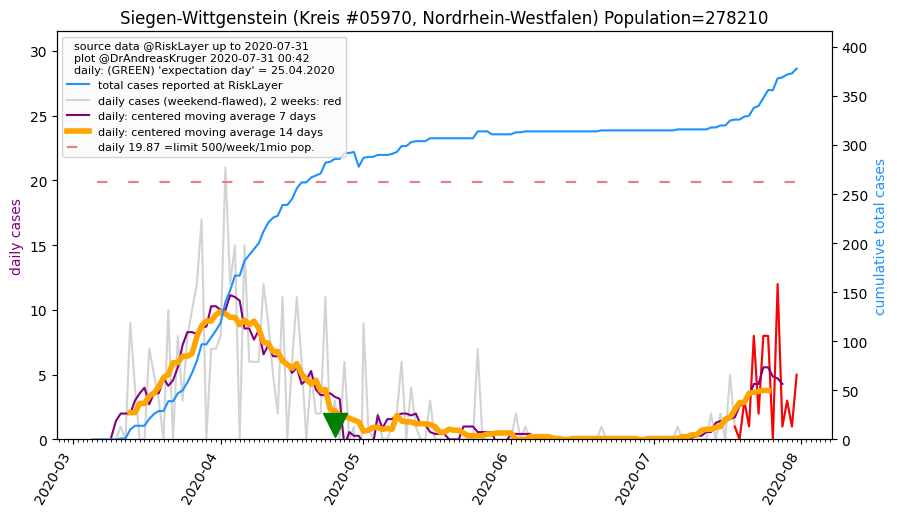 Siegen-Wittgenstein (Kreis #05970, Nordrhein-Westfalen) Population=278210
source data @RiskLayer up to 2020-07-31
plot @DrAndreasKruger 2020-07-31 00:42
daily: (GREEN) 'expectation day' = 25.04.2020
total cases reported at RiskLayer
daily cases (weekend-flawed), 2 weeks: red
daily: centered moving average 7 days
daily: centered moving average 14 days
daily 19.87 =limit 500/week/1mio pop.
daily cases
30
25
20
15
10
5
0
cumulative total cases
400
350
300
250
200
150
100
50
0
2020-03
2020-04
2020-05
2020-06
2020-07
2020-08